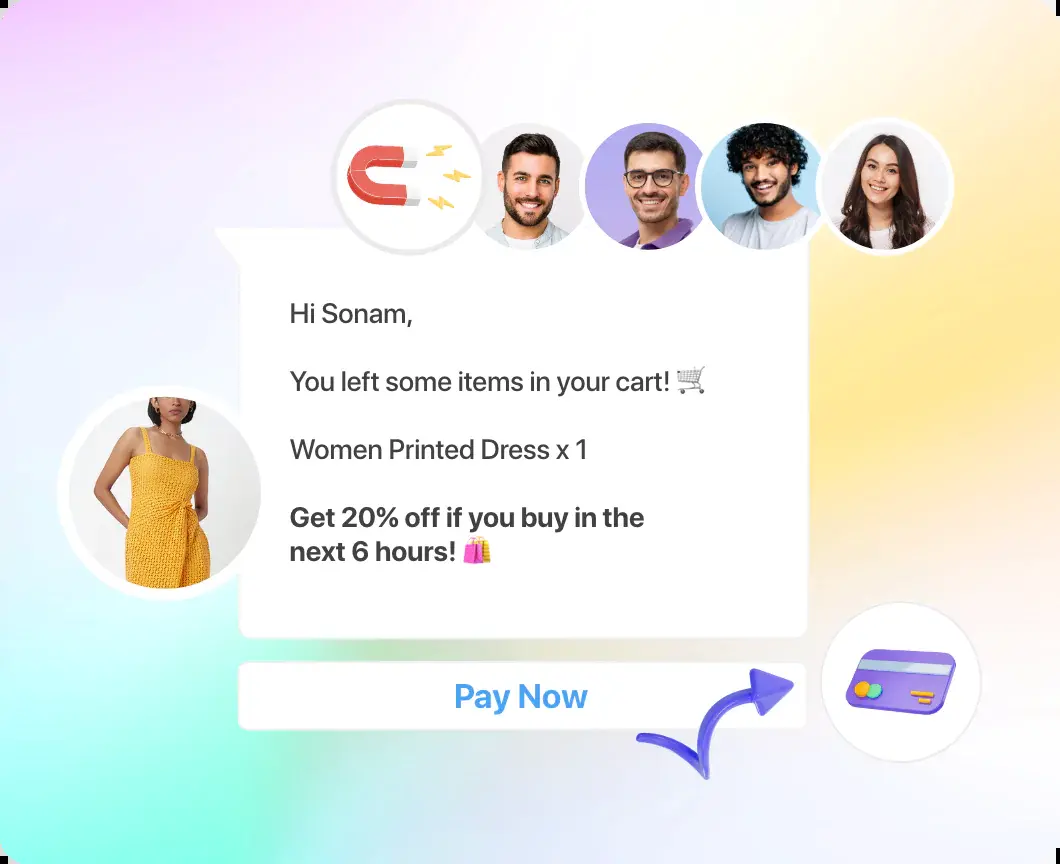 Hi Sonam,
You left some items in your cart! 🛒
Women Printed Dress x 1
Get 20% off if you buy in the
next 6 hours! 🛍️
Pay Now